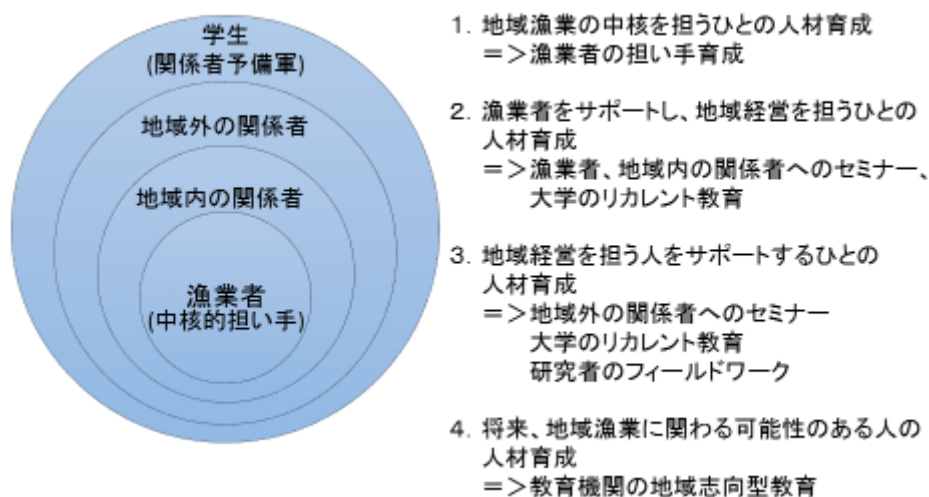 学生
(関係者予備軍)
地域外の関係者
地域内の関係者
漁業者
(中核的担い手)
1. 地域漁業の中核を担うひとの人材育成
=＞漁業者の担い手育成
2. 漁業者をサポートし、地域経営を担うひとの
人材育成
=＞漁業者、地域内の関係者へのセミナー、
大学のリカレント教育
3. 地域経営を担う人をサポートするひとの
人材育成
=＞地域外の関係者へのセミナー
大学のリカレント教育
研究者のフィールドワーク
4. 将来、地域漁業に関わる可能性のある人の
人材育成
=＞教育機関の地域志向型教育